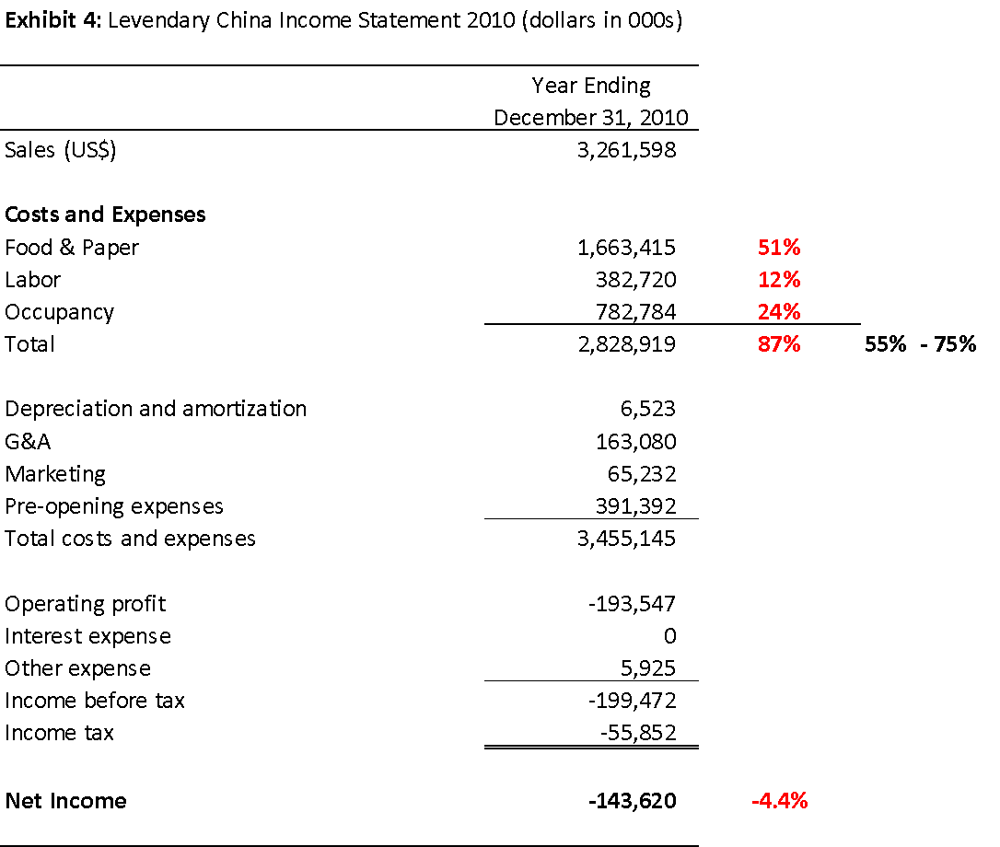 Exhibit 4: Levendary China Income Statement 2010 (dollars in 000s)
Year Ending
December 31, 2010
Sales (US$) 3,261,598
Costs and Expenses
Food & Paper 1,663,415 51%
Labor 382,720 12%
Occupancy 782,784 24%
Total 2,828,919 87% 55% - 75%
Depreciation and amortization 6,523
G&A 163,080
Marketing 65,232
Pre-opening expenses 391,392
Total costs and expenses 3,455,145
Operating profit -193,547
Interest expense 0
Other expense 5,925
Income before tax -199,472
Income tax -55,852
Net Income -143,620 -4.4%